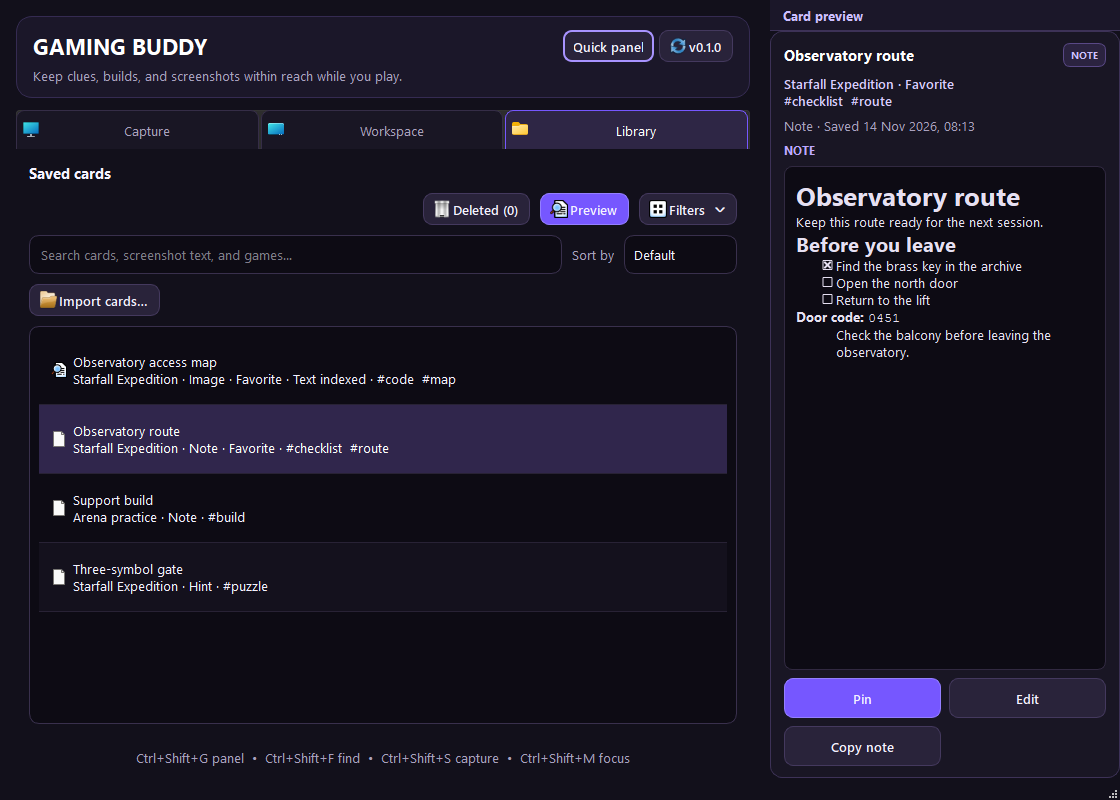 GAMING BUDDY
Keep clues, builds, and screenshots within reach while you play.
Quick panel
v0.1.0
Capture
Workspace
Library
Saved cards
Deleted (0)
Preview
Filters
Search cards, screenshot text, and games...
Sort by
Default
Import cards...
Observatory access map
Starfall Expedition · Image · Favorite · Text indexed · #code #map
Observatory route
Starfall Expedition · Note · Favorite · #checklist #route
Support build
Arena practice · Note · #build
Three-symbol gate
Starfall Expedition · Hint · #puzzle
Ctrl+Shift+G panel • Ctrl+Shift+F find • Ctrl+Shift+S capture • Ctrl+Shift+M focus
Card preview
Observatory route
NOTE
Starfall Expedition · Favorite
#checklist #route
Note · Saved 14 Nov 2026, 08:13
NOTE
Observatory route
Keep this route ready for the next session.
Before you leave
Find the brass key in the archive
Open the north door
Return to the lift
Door code: 0451
Check the balcony before leaving the
observatory.
Pin
Edit
Copy note